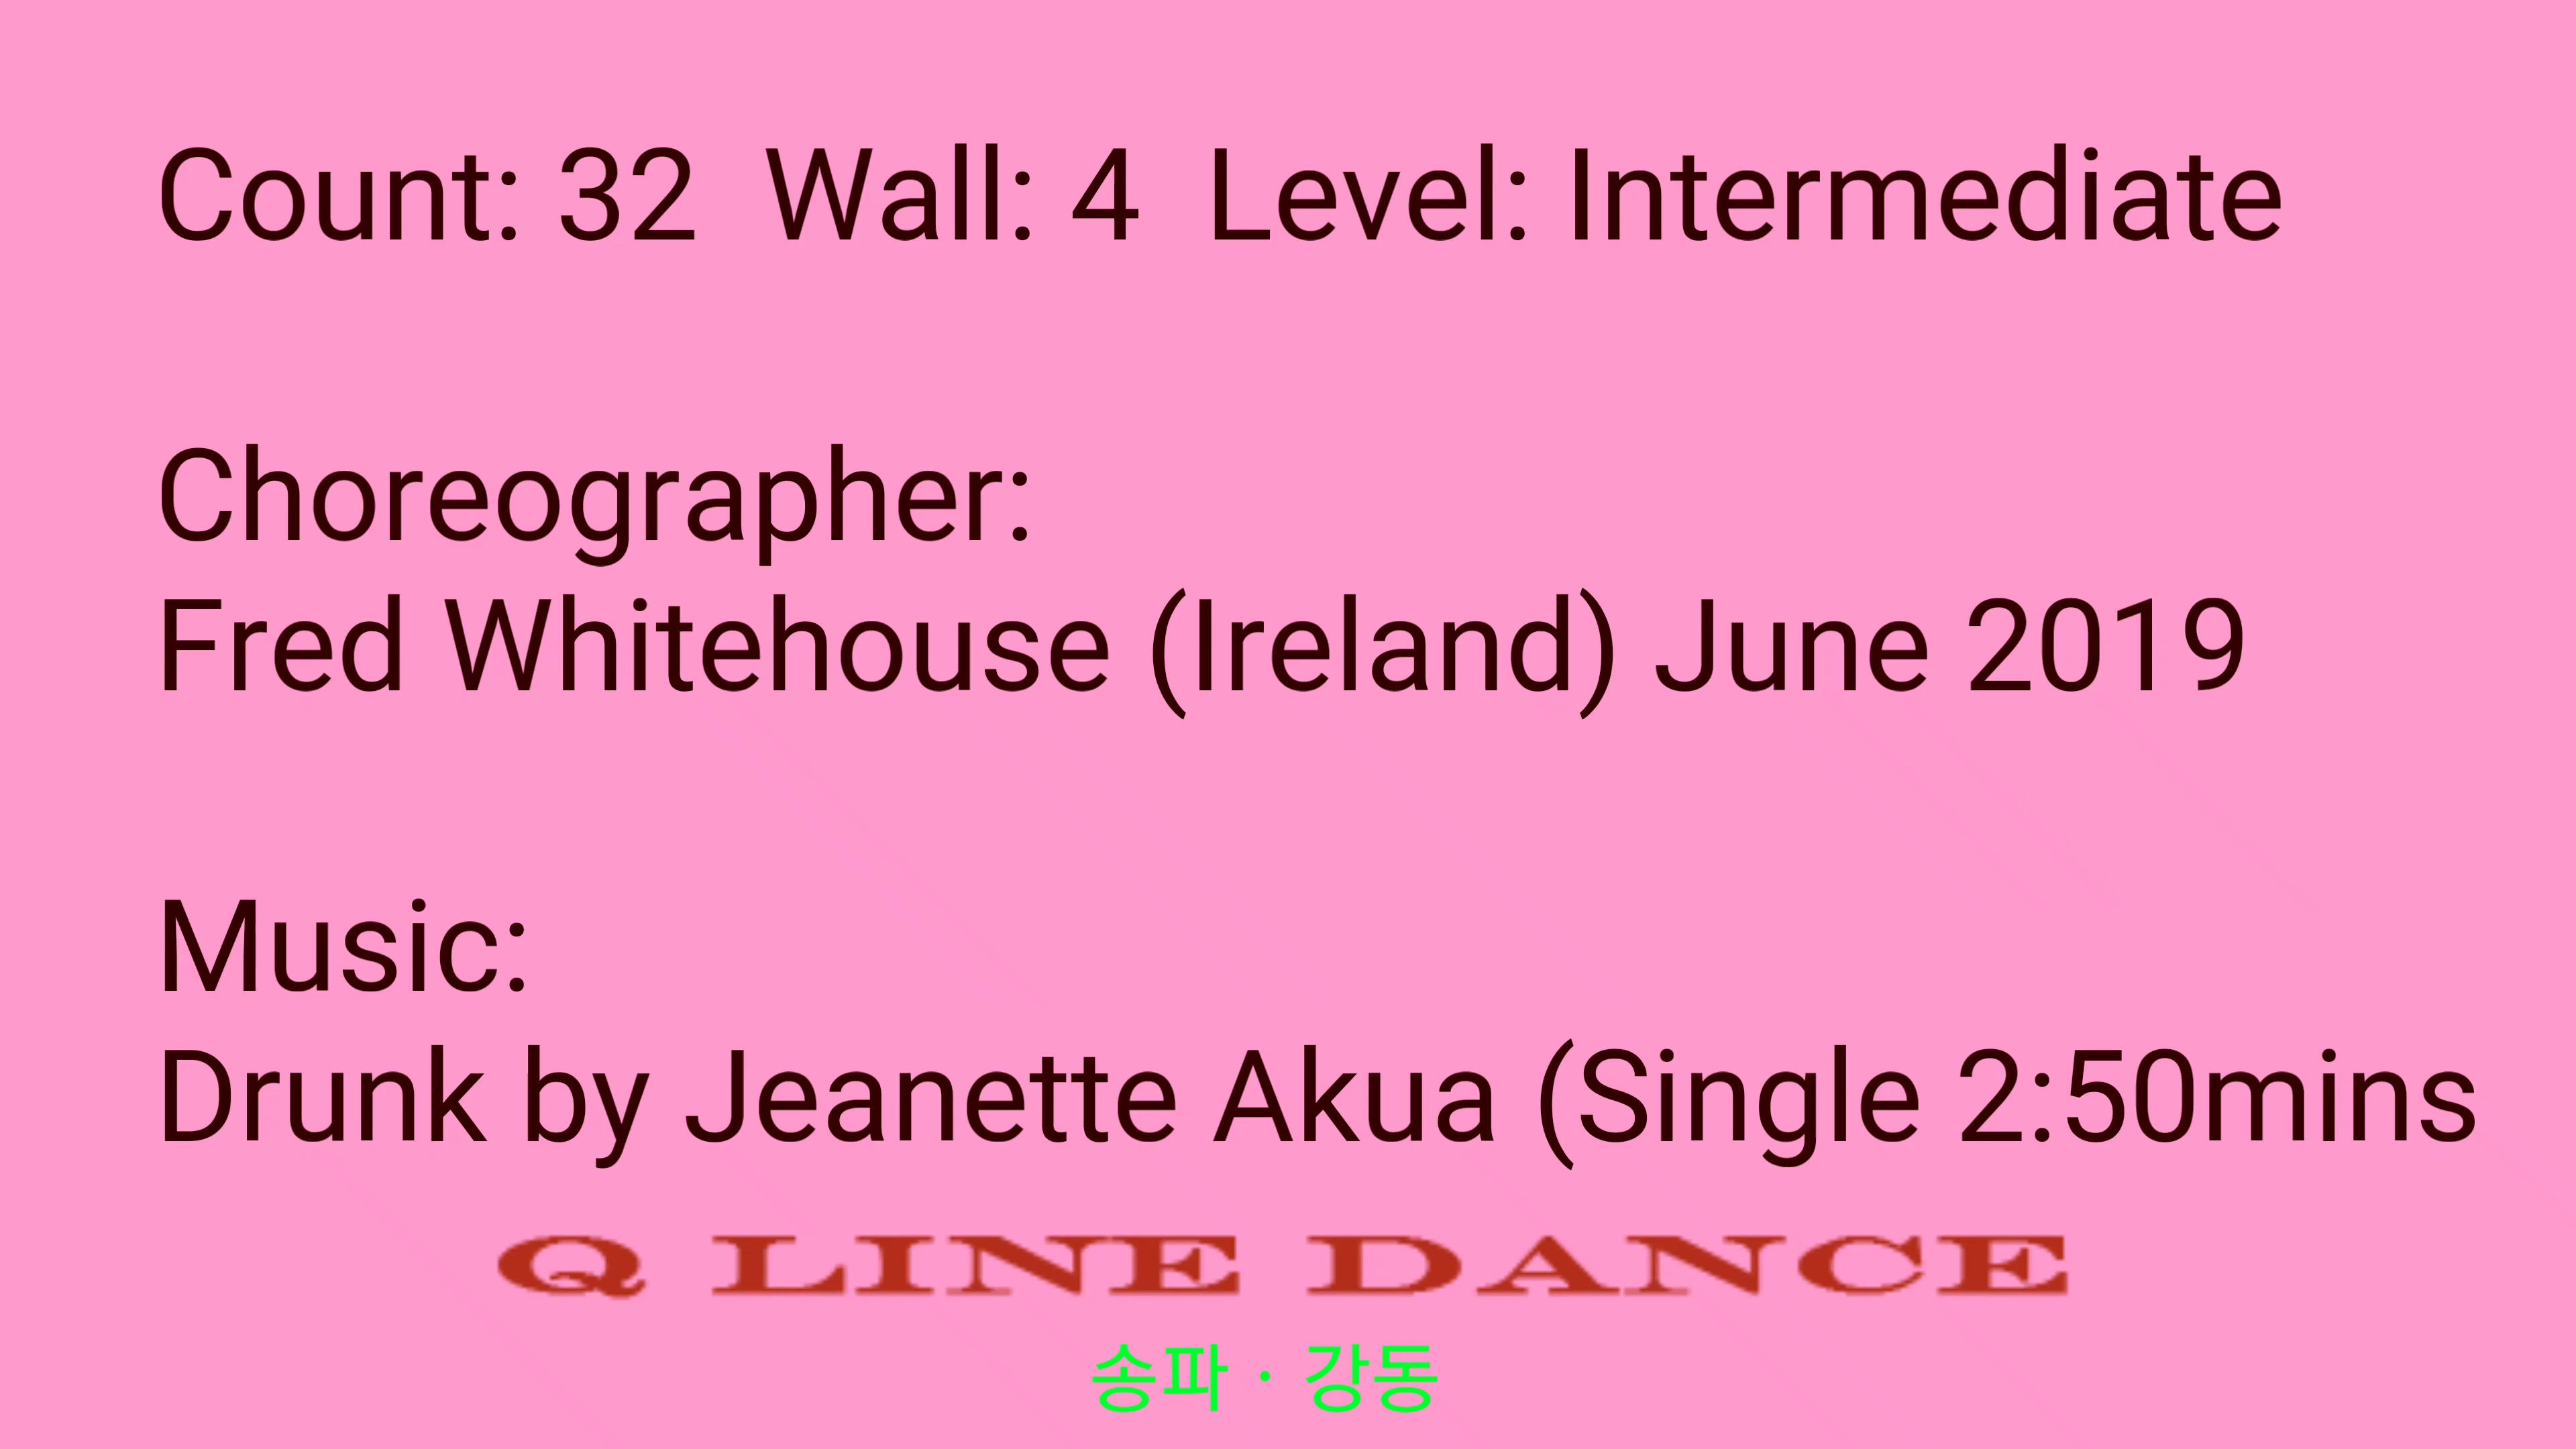 Count: 32  Wall: 4  Level: Intermediate
Choreographer:
Fred Whitehouse (Ireland) June 2019
Music:
Drunk by Jeanette Akua (Single 2:50mins
Q LINE DANCE
송파 · 강동